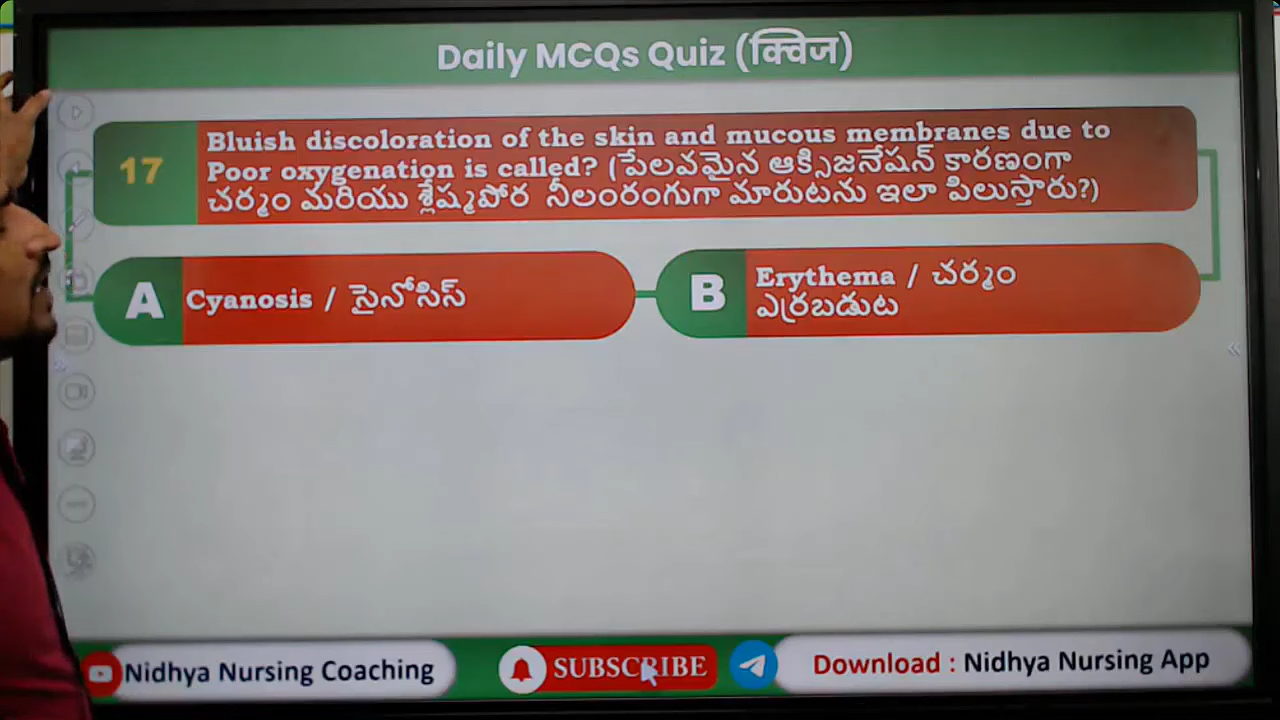 Daily MCQs Quiz (क्विज)
17
Bluish discoloration of the skin and mucous membranes due to
Poor oxygenation is called? (పేలవమైన ఆక్సిజనేషన్ కారణంగా
చర్మం మరియు శ్లేష్మపోర నీలంరంగుగా మారుటను ఇలా పిలుస్తారు?)
A
Cyanosis / సైనోసిస్
B
Erythema / చర్మం
ఎర్రబడుట
Nidhya Nursing Coaching
SUBSCRIBE
Download : Nidhya Nursing App